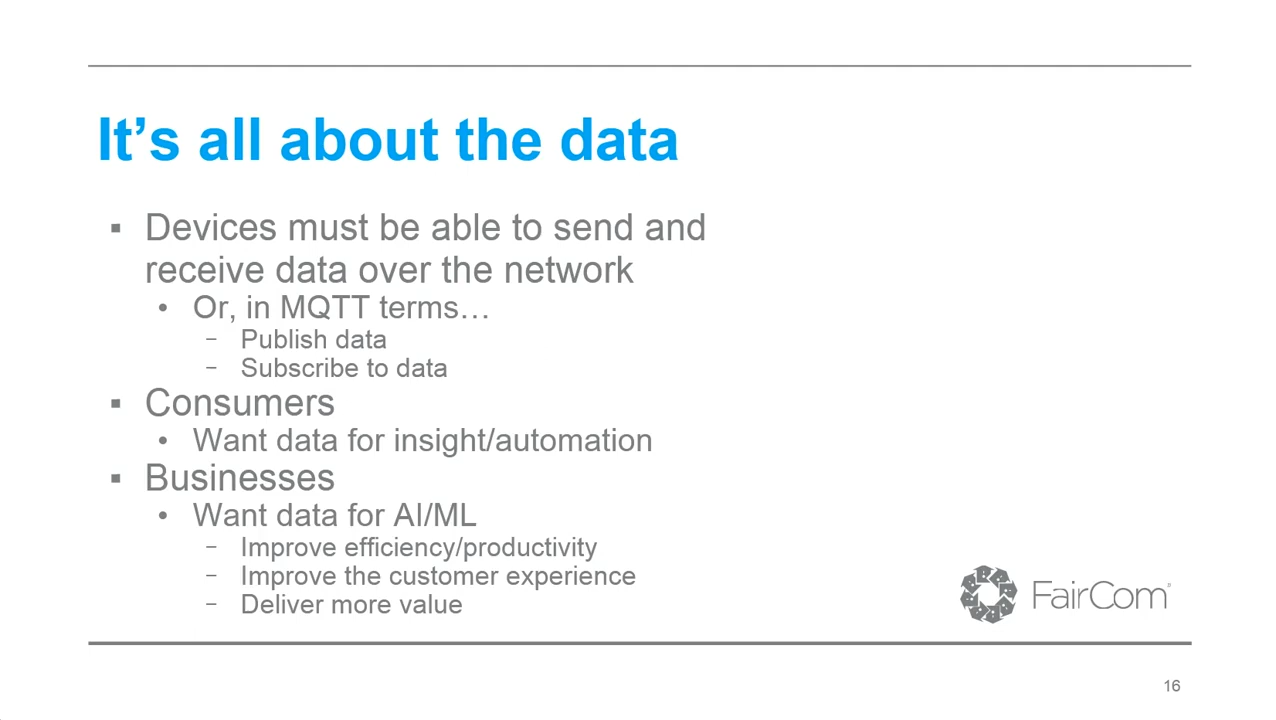 It’s all about the data
▪ Devices must be able to send and
receive data over the network
• Or, in MQTT terms…
− Publish data
− Subscribe to data
▪ Consumers
• Want data for insight/automation
▪ Businesses
• Want data for AI/ML
− Improve efficiency/productivity
− Improve the customer experience
− Deliver more value
FairCom
16